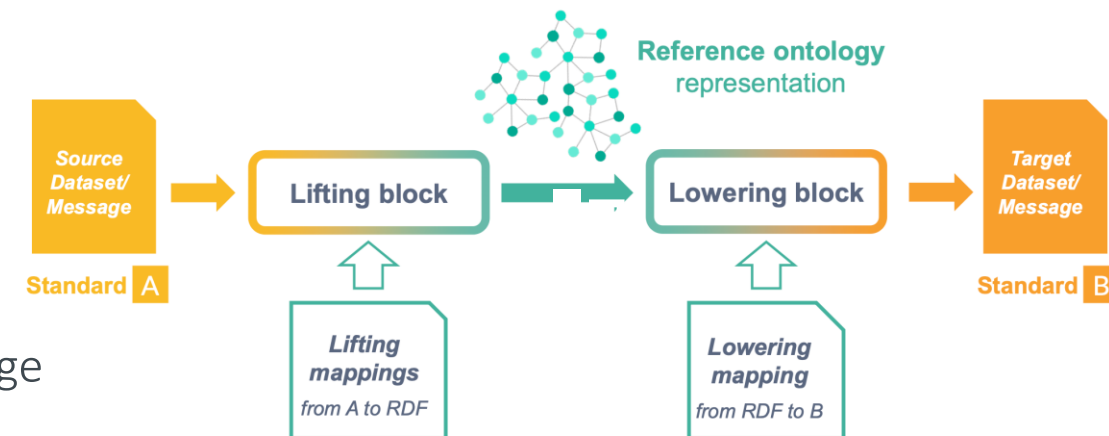 Reference ontology
representation
Source
Dataset/
Message
Lifting block
Lowering block
Target
Dataset/
Message
Standard A
Standard B
Lifting
mappings
from A to RDF
Lowering
mapping
from RDF to B
ge